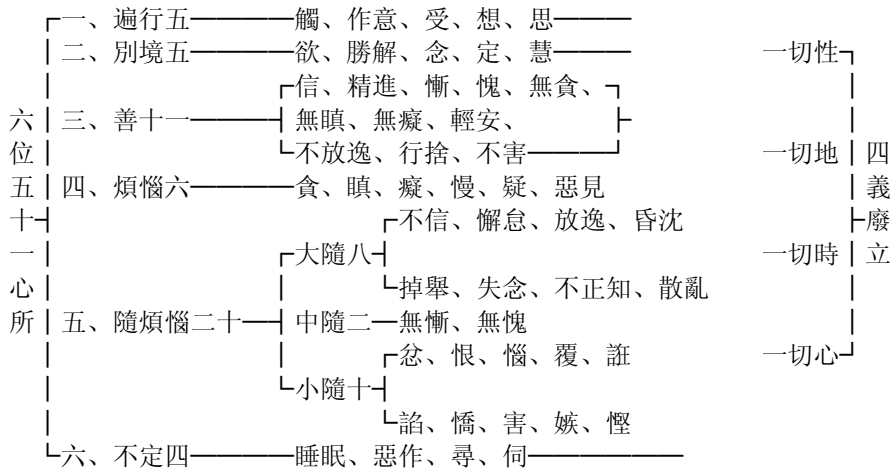 一、遍行五 觸、作意、受、想、思
二、別境五 欲、勝解、念、定、慧 一切性
信、精進、慚、愧、無貪、
三、善十一 無瞋、無癡、輕安、
不放逸、行捨、不害 一切地
四、煩惱六 貪、瞋、癡、慢、疑、惡見
不信、懈怠、放逸、昏沈
大隨八 一切時
掉舉、失念、不正知、散亂
五、隨煩惱二十 中隨二 無慚、無愧
忿、恨、惱、覆、誑 一切心
小隨十
諂、憍、害、嫉、慳
六、不定四 睡眠、惡作、尋、伺
六位五十一心所
四義廢立